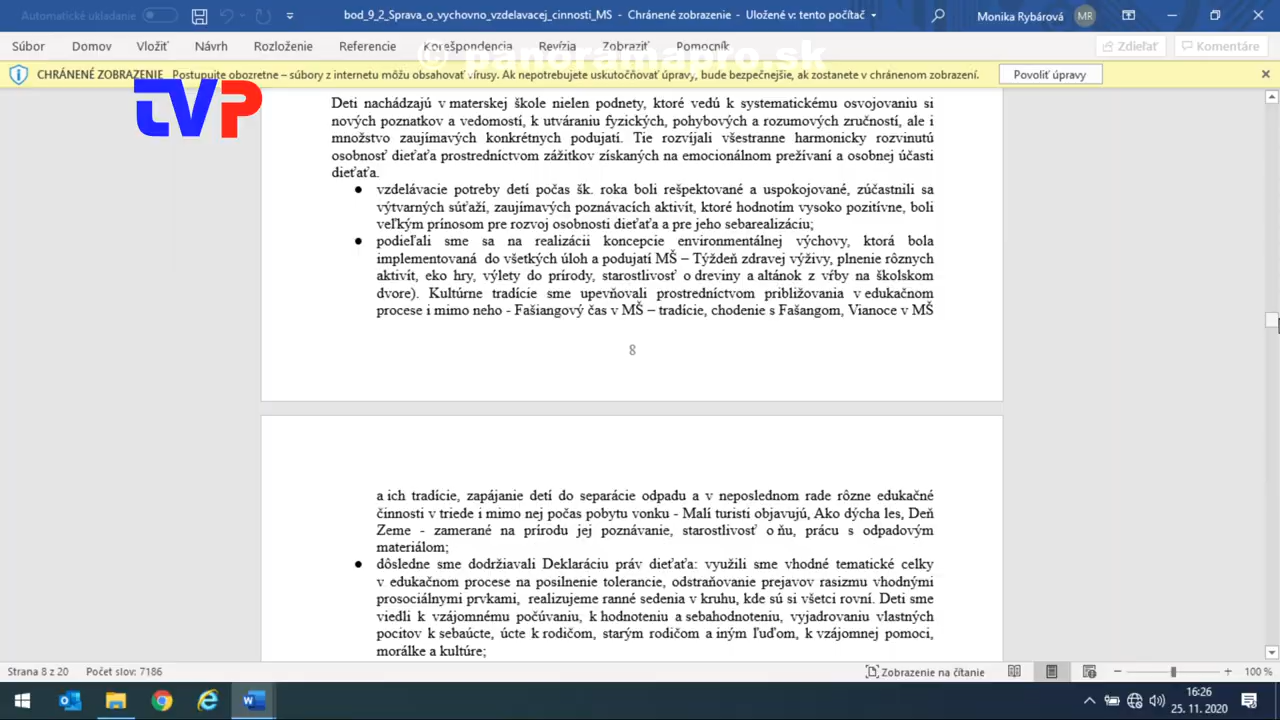 Automatické ukladanie
bod_9_2_Sprava_o_vychovno_vzdelavacej_cinnosti_MS - Chránené zobrazenie - Uložené v: tento počítač
Monika Rybárová
MR
Súbor Domov Vložiť Návrh Rozloženie Referencie Korešpondencia Revízia Zobraziť Pomocník
Zdieľať
Komentáre
© panoramapro.sk
CHRÁNENÉ ZOBRAZENIE Postupujte obozretne – súbory z internetu môžu obsahovať vírusy. Ak nepotrebujete uskutočňovať úpravy, bude bezpečnejšie, ak zostanete v chránenom zobrazení.
Povoliť úpravy
TVP
Deti nachádzajú v materskej škole nielen podnety, ktoré vedú k systematickému osvojovaniu si
nových poznatkov a vedomostí, k utváraniu fyzických, pohybových a rozumových zručností, ale i
množstvo zaujímavých konkrétnych podujatí. Tie rozvíjali všestranne harmonicky rozvinutú
osobnosť dieťaťa prostredníctvom zážitkov získaných na emocionálnom prežívaní a osobnej účasti
dieťaťa.
● vzdelávacie potreby detí počas šk. roka boli rešpektované a uspokojované, zúčastnili sa
výtvarných súťaží, zaujímavých poznávacích aktivít, ktoré hodnotím vysoko pozitívne, boli
veľkým prínosom pre rozvoj osobnosti dieťaťa a pre jeho sebarealizáciu;
● podieľali sme sa na realizácii koncepcie environmentálnej výchovy, ktorá bola
implementovaná do všetkých úloh a podujatí MŠ – Týždeň zdravej výživy, plnenie rôznych
aktivít, eko hry, výlety do prírody, starostlivosť o dreviny a altánok z vŕby na školskom
dvore). Kultúrne tradície sme upevňovali prostredníctvom približovania v edukačnom
procese i mimo neho - Fašiangový čas v MŠ – tradície, chodenie s Fašangom, Vianoce v MŠ
8
a ich tradície, zapájanie detí do separácie odpadu a v neposlednom rade rôzne edukačné
činnosti v triede i mimo nej počas pobytu vonku - Malí turisti objavujú, Ako dýcha les, Deň
Zeme - zamerané na prírodu jej poznávanie, starostlivosť o ňu, prácu s odpadovým
materiálom;
● dôsledne sme dodržiavali Deklaráciu práv dieťaťa: využili sme vhodné tematické celky
v edukačnom procese na posilnenie tolerancie, odstraňovanie prejavov rasizmu vhodnými
prosociálnymi prvkami, realizujeme ranné sedenia v kruhu, kde sú si všetci rovní. Deti sme
viedli k vzájomnému počúvaniu, k hodnoteniu a sebahodnoteniu, vyjadrovaniu vlastných
pocitov k sebaúcte, úcte k rodičom, starým rodičom a iným ľuďom, k vzájomnej pomoci,
morálke a kultúre;
Strana 8 z 20 Počet slov: 7186
Zobrazenie na čítanie
100 %
16:26
25. 11. 2020